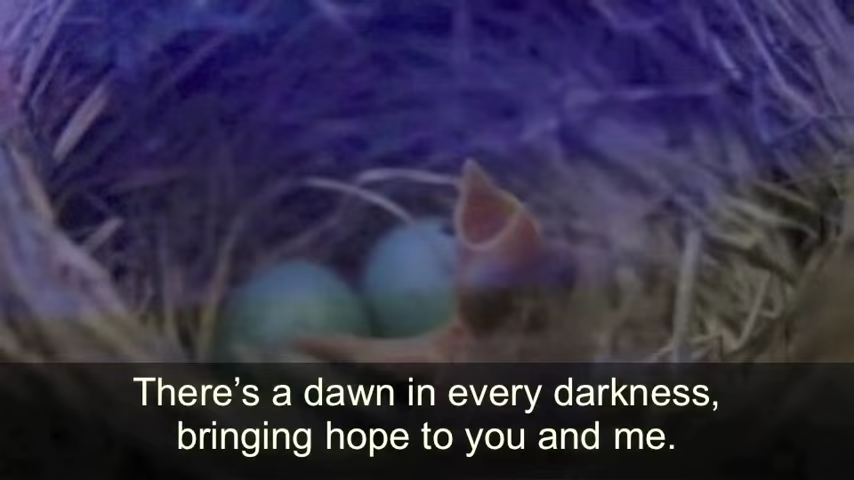 There’s a dawn in every darkness,
bringing hope to you and me.